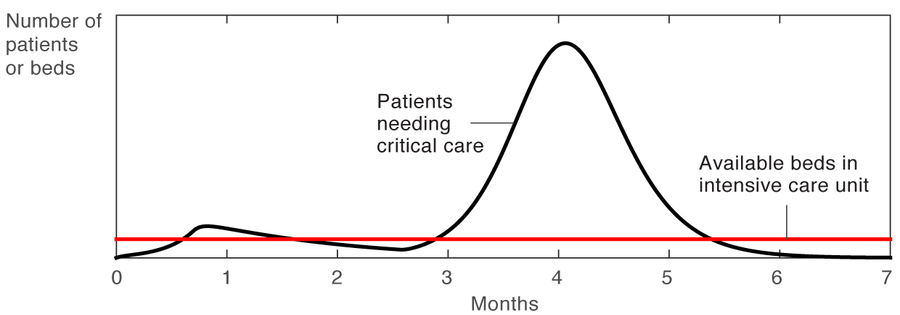 Number of
patients
or beds
Patients
needing
critical care
Available beds in
intensive care unit
0 1 2 3 4 5 6 7
Months